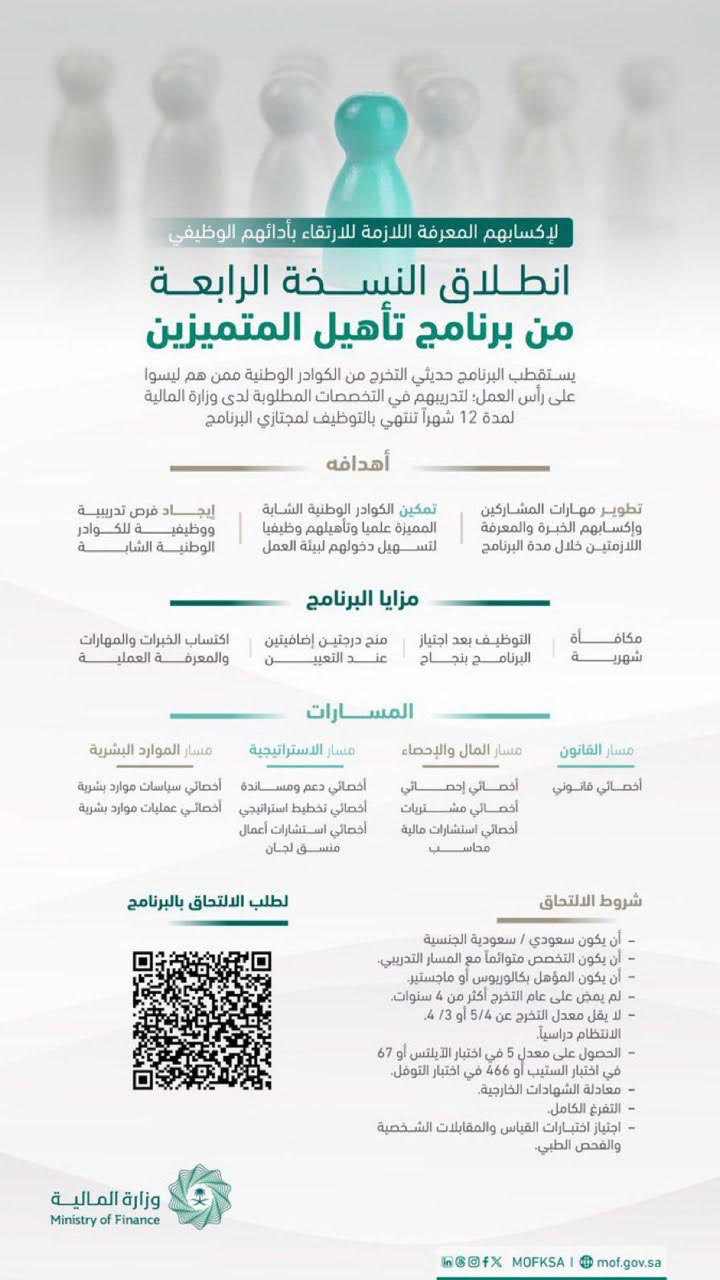 لإكسابهم المعرفة اللازمة للارتقاء بأدائهم الوظيفي
انطلاق النسخة الرابعة
من برنامج تأهيل المتميزين
يستقطب البرنامج حديثي التخرج من الكوادر الوطنية ممن هم ليسوا
على رأس العمل؛ لتدريبهم في التخصصات المطلوبة لدى وزارة المالية
لمدة 12 شهراً تنتهي بالتوظيف لمجتازي البرنامج
أهدافه
تطوير مهارات المشاركين
وإكسابهم الخبرة والمعرفة
اللازمتين خلال مدة البرنامج
تمكين الكوادر الوطنية الشابة
المميزة علميا وتأهيلهم وظيفيا
لتسهيل دخولهم لبيئة العمل
إيجاد فرص تدريبية
ووظيفية للكوادر
الوطنية الشابة
مزايا البرنامج
مكافأة
شهرية
التوظيف بعد اجتياز
البرنامج بنجاح
منح درجتين إضافيتين
عند التعيين
اكتساب الخبرات والمهارات
والمعرفة العملية
المسارات
مسار القانون
أخصائي قانوني
مسار المال والإحصاء
أخصائي إحصائي
أخصائي مشتريات
أخصائي استشارات مالية
محاسب
مسار الاستراتيجية
أخصائي دعم ومساندة
أخصائي تخطيط استراتيجي
أخصائي استشارات أعمال
منسق لجان
مسار الموارد البشرية
أخصائي سياسات موارد بشرية
أخصائي عمليات موارد بشرية
شروط الالتحاق
– أن يكون سعودي / سعودية الجنسية
– أن يكون التخصص متوائماً مع المسار التدريبي.
– أن يكون المؤهل بكالوريوس أو ماجستير.
– لم يمض على عام التخرج أكثر من 4 سنوات.
– لا يقل معدل التخرج عن 5/4 أو 3/ 4.
الانتظام دراسياً.
– الحصول على معدل 5 في اختبار الآيلتس أو 67
في اختبار الستيب أو 466 في اختبار التوفل.
– معادلة الشهادات الخارجية.
– التفرغ الكامل.
– اجتياز اختبارات القياس والمقابلات الشخصية
والفحص الطبي.
لطلب الالتحاق بالبرنامج
وزارة المالية
Ministry of Finance
MOFKSA | mof.gov.sa